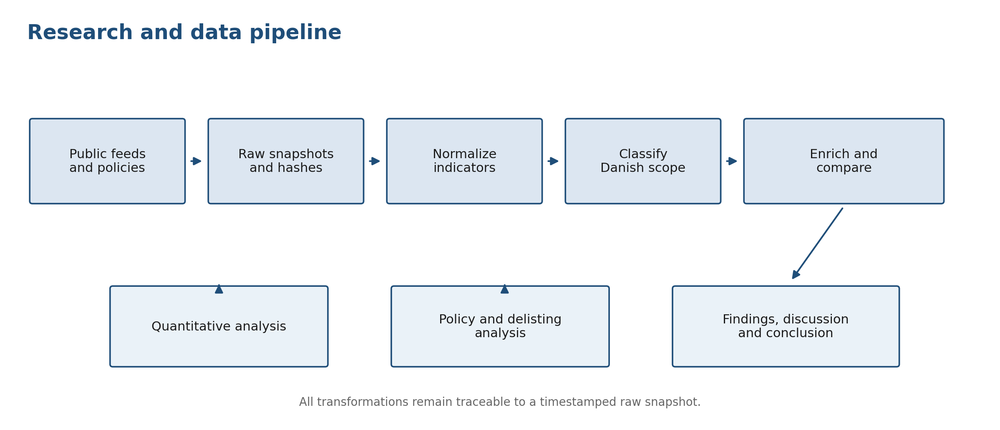 Research and data pipeline
Public feeds
and policies
Raw snapshots
and hashes
Normalize
indicators
Classify
Danish scope
Enrich and
compare
Quantitative analysis
Policy and delisting
analysis
Findings, discussion
and conclusion
All transformations remain traceable to a timestamped raw snapshot.